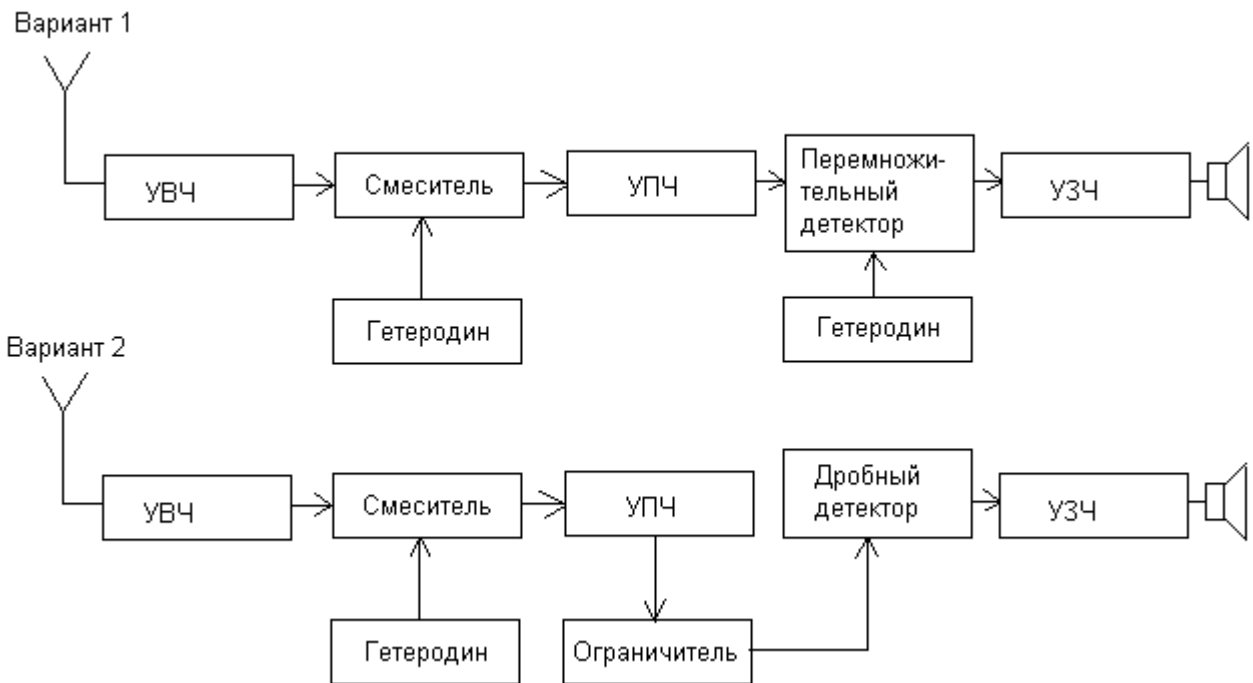 Вариант 1
УВЧ
Смеситель
УПЧ
Перемножи-
тельный
детектор
УЗЧ
Гетеродин
Гетеродин
Вариант 2
УВЧ
Смеситель
УПЧ
Дробный
детектор
УЗЧ
Гетеродин
Ограничитель